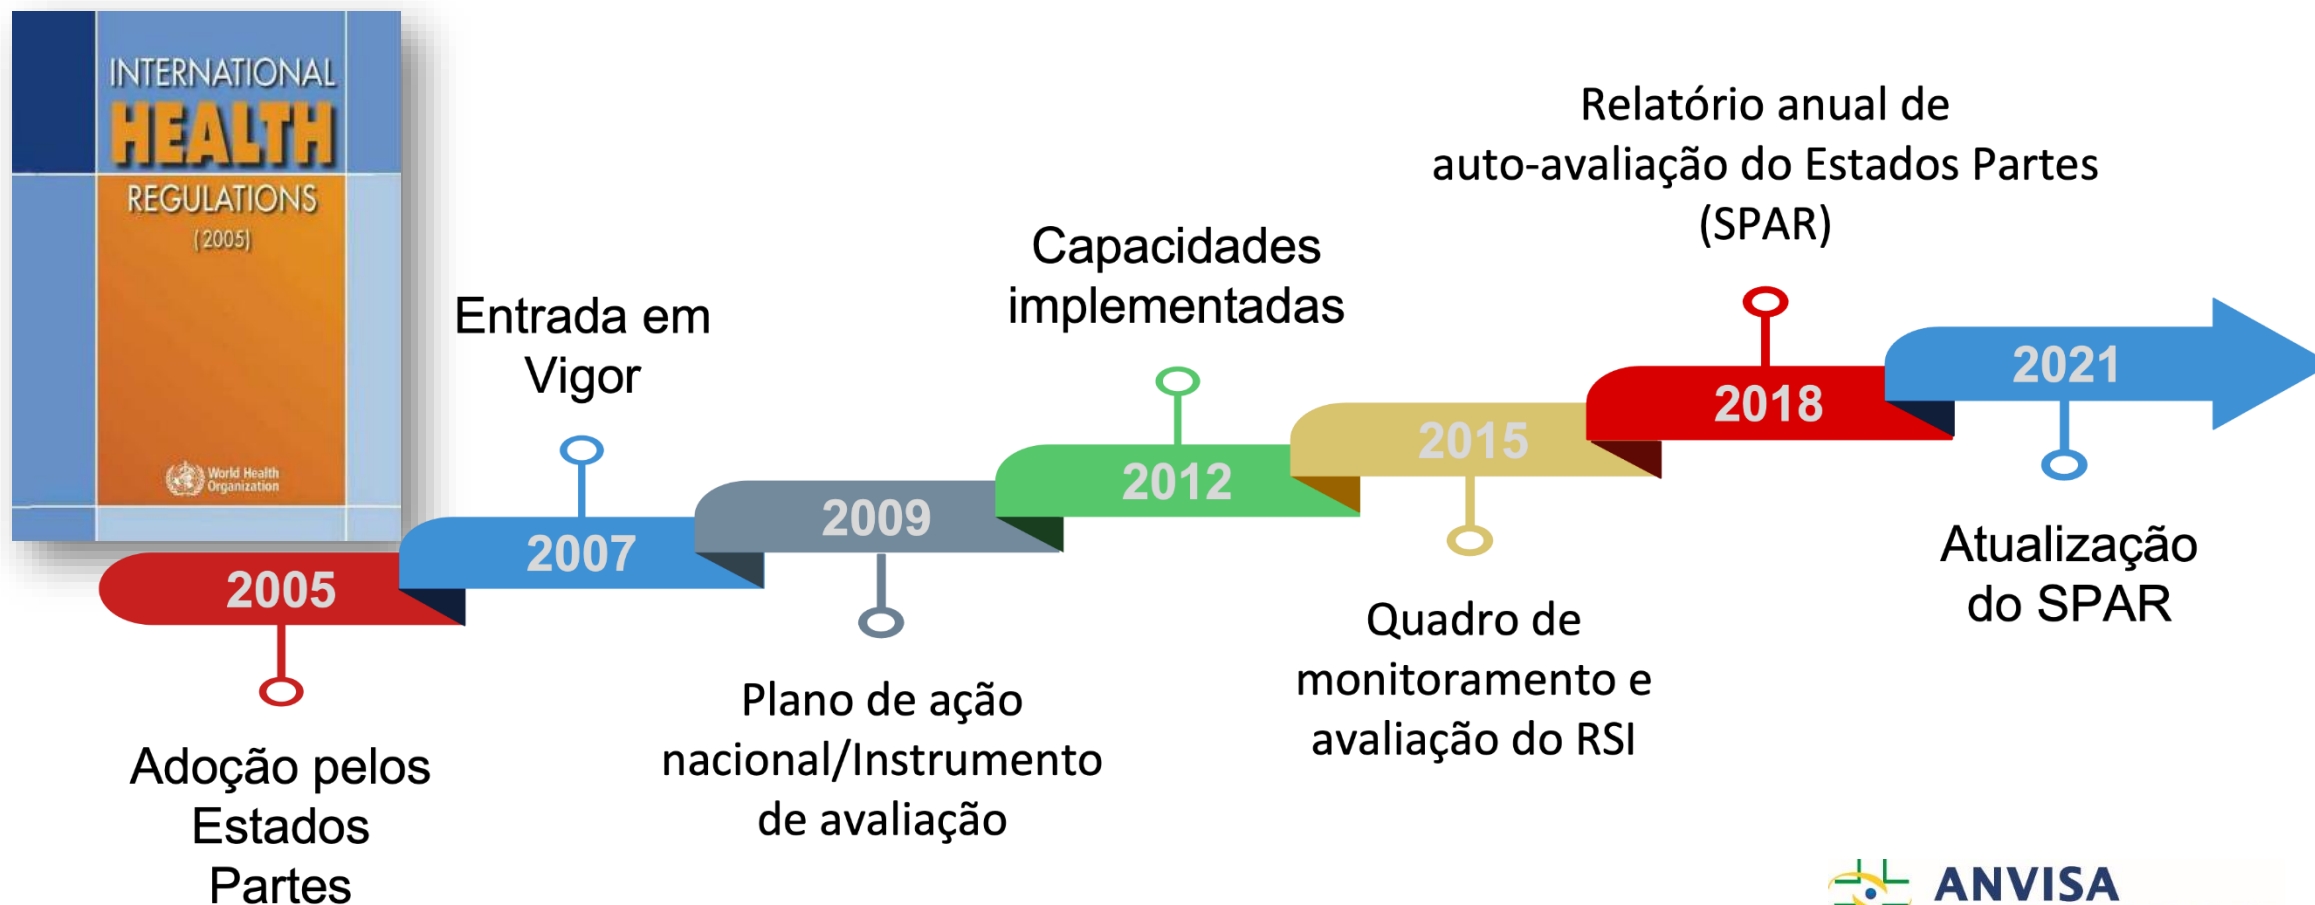 INTERNATIONAL
HEALTH
REGULATIONS
(2005)
World Health
Organization
2005
Adoção pelos
Estados
Partes
Entrada em
Vigor
2007
2009
Plano de ação
nacional/Instrumento
de avaliação
Capacidades
implementadas
2012
2015
Quadro de
monitoramento e
avaliação do RSI
Relatório anual de
auto-avaliação do Estados Partes
(SPAR)
2018
2021
Atualização
do SPAR
ANVISA